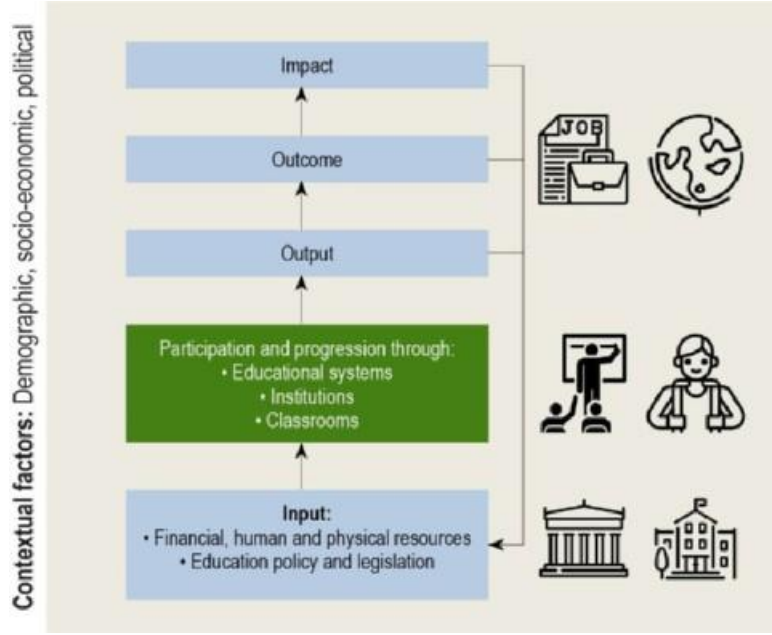 Contextual factors: Demographic, socio-economic, political
Impact
Outcome
Output
Participation and progression through:
• Educational systems
• Institutions
• Classrooms
Input:
• Financial, human and physical resources
• Education policy and legislation
JOB